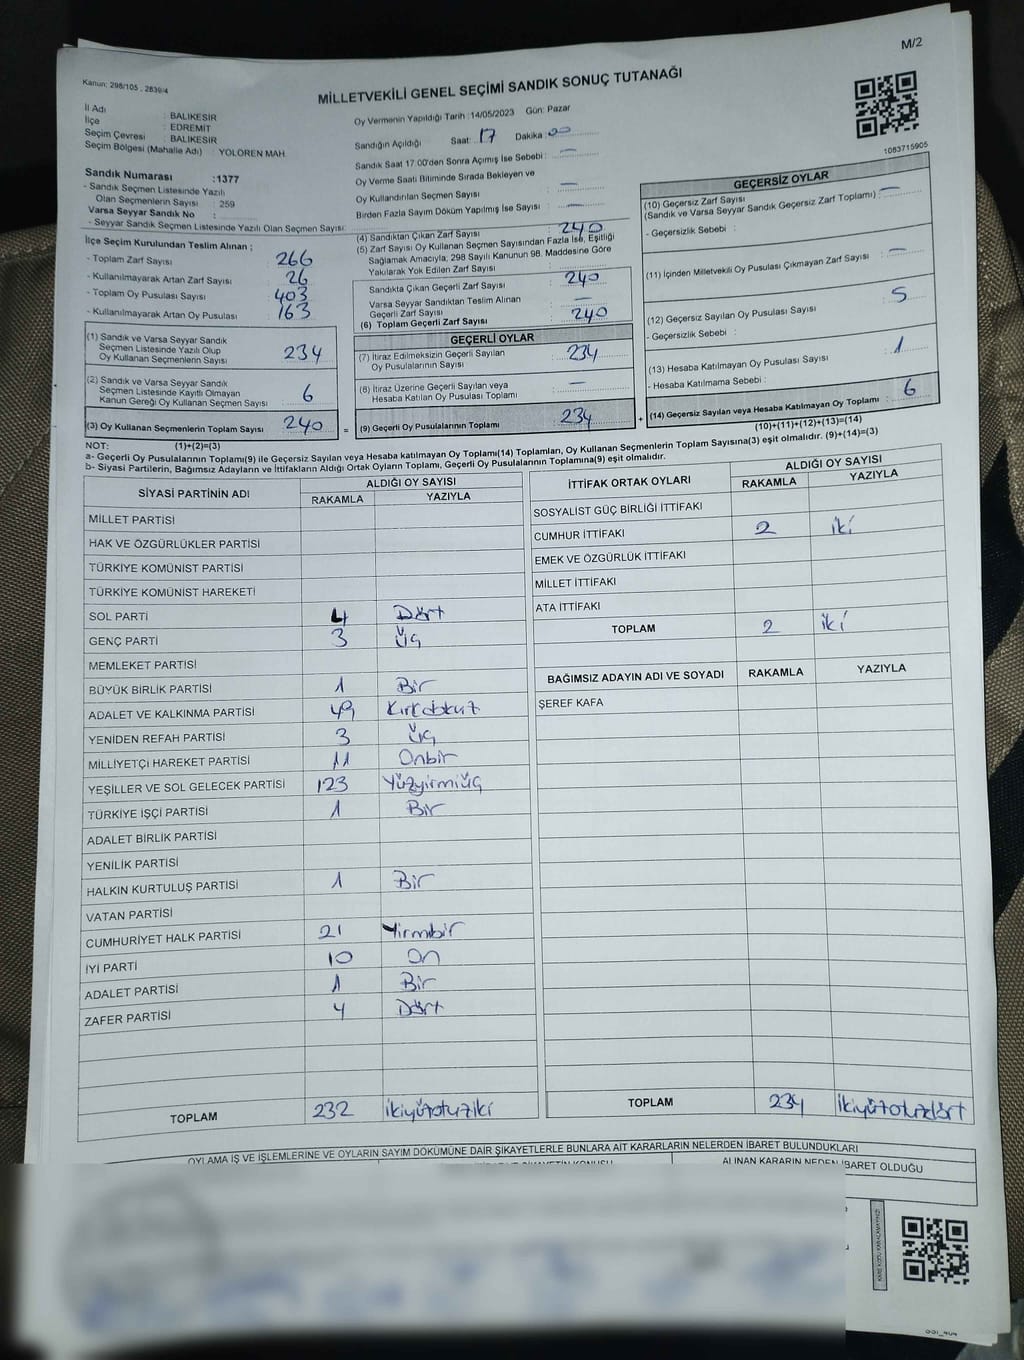 M/2
Kanun: 298/105 , 2839/4
MİLLETVEKİLİ GENEL SEÇİMİ SANDIK SONUÇ TUTANAĞI
İl Adı : BALIKESİR
İlçe : EDREMİT
Seçim Çevresi : BALIKESİR
Seçim Bölgesi (Mahalle Adı) : YOLOREN MAH.
Sandık Numarası :1377
- Sandık Seçmen Listesinde Yazılı
Olan Seçmenlerin Sayısı : 259
Varsa Seyyar Sandık No :
- Seyyar Sandık Seçmen Listesinde Yazılı Olan Seçmen Sayısı:
Oy Vermenin Yapıldığı Tarih :14/05/2023 Gün: Pazar
Sandığın Açıldığı Saat: 17 Dakika: 00
Sandık Saat 17:00'den Sonra Açımış İse Sebebi : —
Oy Verme Saati Bitiminde Sırada Bekleyen ve
Oy Kullandırılan Seçmen Sayısı : —
Birden Fazla Sayım Döküm Yapılmış İse Sayısı : —
1083715905
İlçe Seçim Kurulundan Teslim Alınan ;
- Toplam Zarf Sayısı : 266
- Kullanılmayarak Artan Zarf Sayısı : 26
- Toplam Oy Pusulası Sayısı : 403
- Kullanılmayarak Artan Oy Pusulası : 163
(1) Sandık ve Varsa Seyyar Sandık
Seçmen Listesinde Yazılı Olup
Oy Kullanan Seçmenlerin Sayısı : 234
(2) Sandık ve Varsa Seyyar Sandık
Seçmen Listesinde Kayıtlı Olmayan
Kanun Gereği Oy Kullanan Seçmen Sayısı : 6
(3) Oy Kullanan Seçmenlerin Toplam Sayısı : 240
(4) Sandıktan Çıkan Zarf Sayısı : 240
(5) Zarf Sayısı Oy Kullanan Seçmen Sayısından Fazla İse, Eşitliği
Sağlamak Amacıyla; 298 Sayılı Kanunun 98. Maddesine Göre
Yakılarak Yok Edilen Zarf Sayısı : —
Sandıkta Çıkan Geçerli Zarf Sayısı : 240
Varsa Seyyar Sandıktan Teslim Alınan
Geçerli Zarf Sayısı : —
(6) Toplam Geçerli Zarf Sayısı : 240
GEÇERLİ OYLAR
(7) İtiraz Edilmeksizin Geçerli Sayılan
Oy Pusulalarının Sayısı : 234
(8) İtiraz Üzerine Geçerli Sayılan veya
Hesaba Katılan Oy Pusulası Toplamı : —
= (9) Geçerli Oy Pusulalarının Toplamı : 234 +
GEÇERSİZ OYLAR
(10) Geçersiz Zarf Sayısı
(Sandık ve Varsa Seyyar Sandık Geçersiz Zarf Toplamı) : —
- Geçersizlik Sebebi :
(11) İçinden Milletvekili Oy Pusulası Çıkmayan Zarf Sayısı : —
(12) Geçersiz Sayılan Oy Pusulası Sayısı : 5
- Geçersizlik Sebebi :
(13) Hesaba Katılmayan Oy Pusulası Sayısı : 1
- Hesaba Katılmama Sebebi :
(14) Geçersiz Sayılan veya Hesaba Katılmayan Oy Toplamı : 6
(10)+(11)+(12)+(13)=(14)
NOT: (1)+(2)=(3)
a- Geçerli Oy Pusulalarının Toplamı(9) ile Geçersiz Sayılan veya Hesaba katılmayan Oy Toplamı(14) Toplamları, Oy Kullanan Seçmenlerin Toplam Sayısına(3) eşit olmalıdır. (9)+(14)=(3)
b- Siyasi Partilerin, Bağımsız Adayların ve İttifakların Aldığı Ortak Oyların Toplamı, Geçerli Oy Pusulalarının Toplamına(9) eşit olmalıdır.
SİYASİ PARTİNİN ADI ALDIĞI OY SAYISI
RAKAMLA YAZIYLA
MİLLET PARTİSİ
HAK VE ÖZGÜRLÜKLER PARTİSİ
TÜRKİYE KOMÜNİST PARTİSİ
TÜRKİYE KOMÜNİST HAREKETİ
SOL PARTİ 4 Dört
GENÇ PARTİ 3 Üç
MEMLEKET PARTİSİ
BÜYÜK BİRLİK PARTİSİ 1 Bir
ADALET VE KALKINMA PARTİSİ 49 Kırkdokuz
YENİDEN REFAH PARTİSİ 3 Üç
MİLLİYETÇİ HAREKET PARTİSİ 11 Onbir
YEŞİLLER VE SOL GELECEK PARTİSİ 123 Yüzyirmiüç
TÜRKİYE İŞÇİ PARTİSİ 1 Bir
ADALET BİRLİK PARTİSİ
YENİLİK PARTİSİ
HALKIN KURTULUŞ PARTİSİ 1 Bir
VATAN PARTİSİ
CUMHURİYET HALK PARTİSİ 21 Yirmibir
İYİ PARTİ 10 On
ADALET PARTİSİ 1 Bir
ZAFER PARTİSİ 4 Dört
TOPLAM 232 ikiyüzotuziki
İTTİFAK ORTAK OYLARI ALDIĞI OY SAYISI
RAKAMLA YAZIYLA
SOSYALİST GÜÇ BİRLİĞİ İTTİFAKI
CUMHUR İTTİFAKI 2 iki
EMEK VE ÖZGÜRLÜK İTTİFAKI
MİLLET İTTİFAKI
ATA İTTİFAKI
TOPLAM 2 iki
BAĞIMSIZ ADAYIN ADI VE SOYADI RAKAMLA YAZIYLA
ŞEREF KAFA
TOPLAM 234 ikiyüzotuzdört
OYLAMA İŞ VE İŞLEMLERİNE VE OYLARIN SAYIM DÖKÜMÜNE DAİR ŞİKAYETLERLE BUNLARA AİT KARARLARIN NELERDEN İBARET BULUNDUKLARI
ALINAN KARARIN NEDEN İBARET OLDUĞU